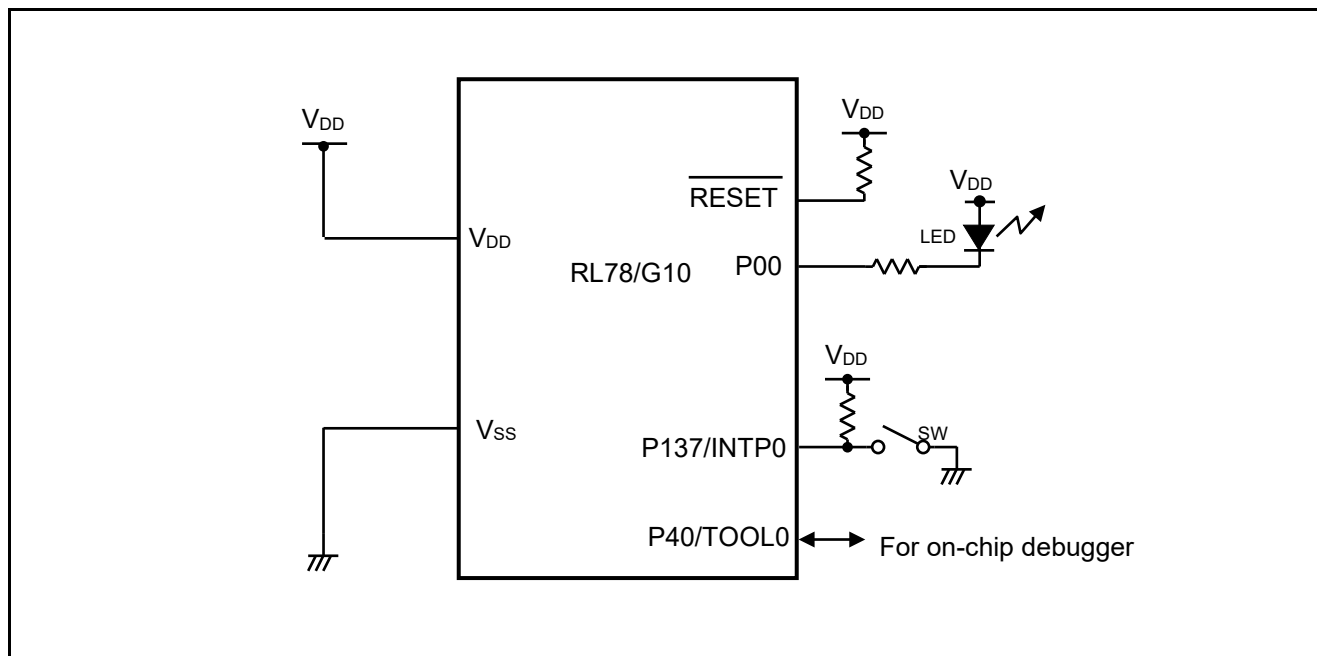 VDD
VDD
VDD
RESET
LED
VDD
RL78/G10
P00
VDD
VSS
P137/INTP0
SW
P40/TOOL0
For on-chip debugger